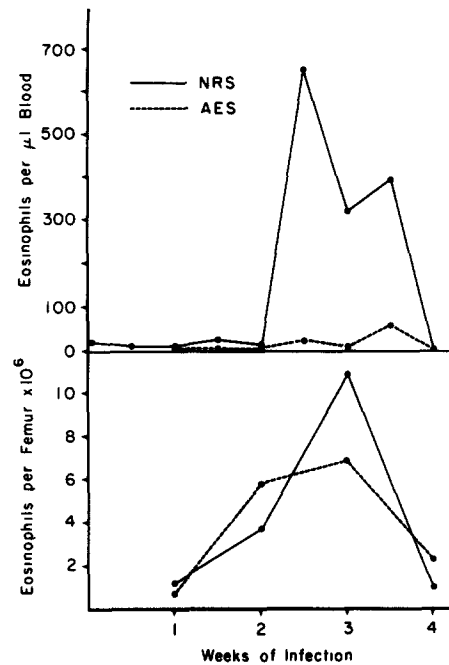 Eosinophils per µl Blood
700
500
300
100
0
NRS
AES
Eosinophils per Femur x10⁶
10
8
6
4
2
1 2 3 4
Weeks of Infection